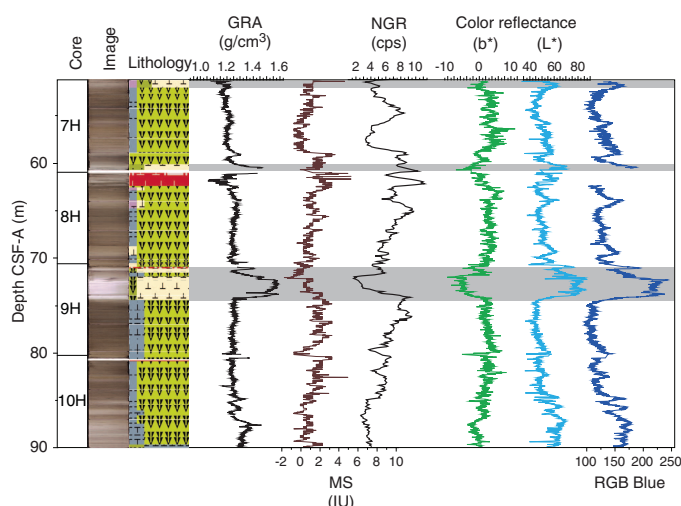 GRA
(g/cm³)
NGR
(cps)
Color reflectance
(b*)
(L*)
Core
Image
Lithology
1.0 1.2 1.4 1.6
2 4 6 8 10
-10 0 10
40 60 80
7H
60
8H
70
9H
80
10H
90
Depth CSF-A (m)
-2 0 2 4 6 8 10
MS
(IU)
100 150 200 250
RGB Blue